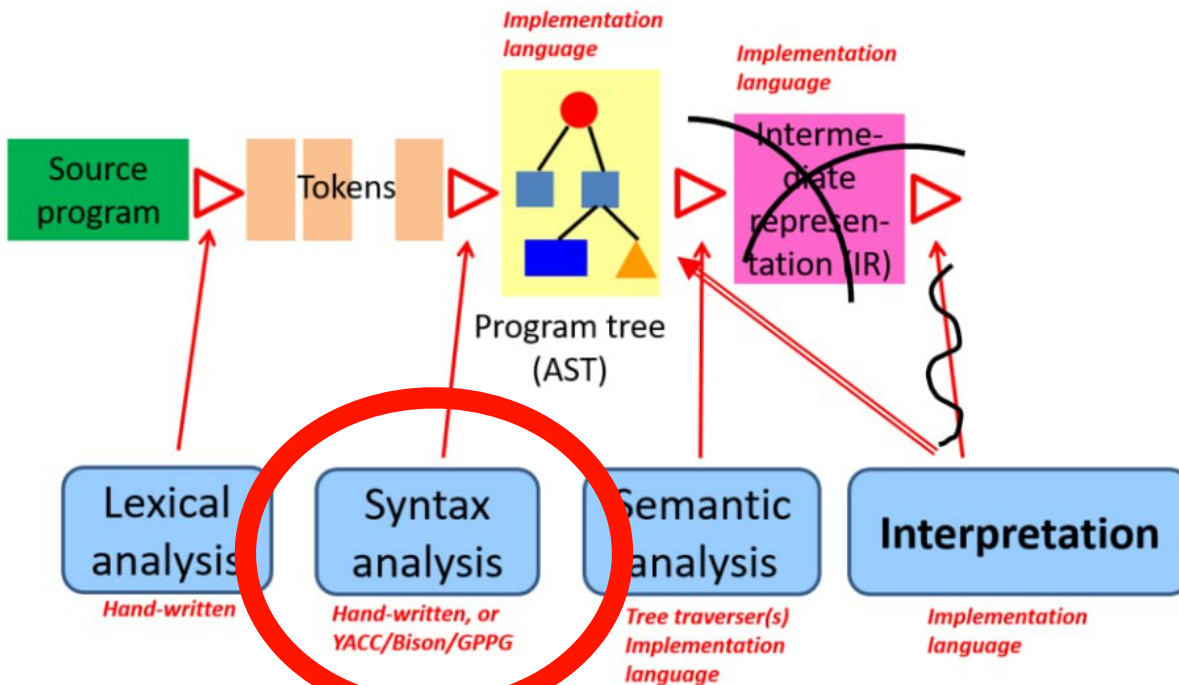 Implementation
language
Implementation
language
Source
program
Tokens
Interme-
diate
represen-
tation (IR)
Program tree
(AST)
Lexical
analysis
Hand-written
Syntax
analysis
Hand-written, or
YACC/Bison/GPPG
Semantic
analysis
Tree traverser(s)
Implementation
language
Interpretation
Implementation
language